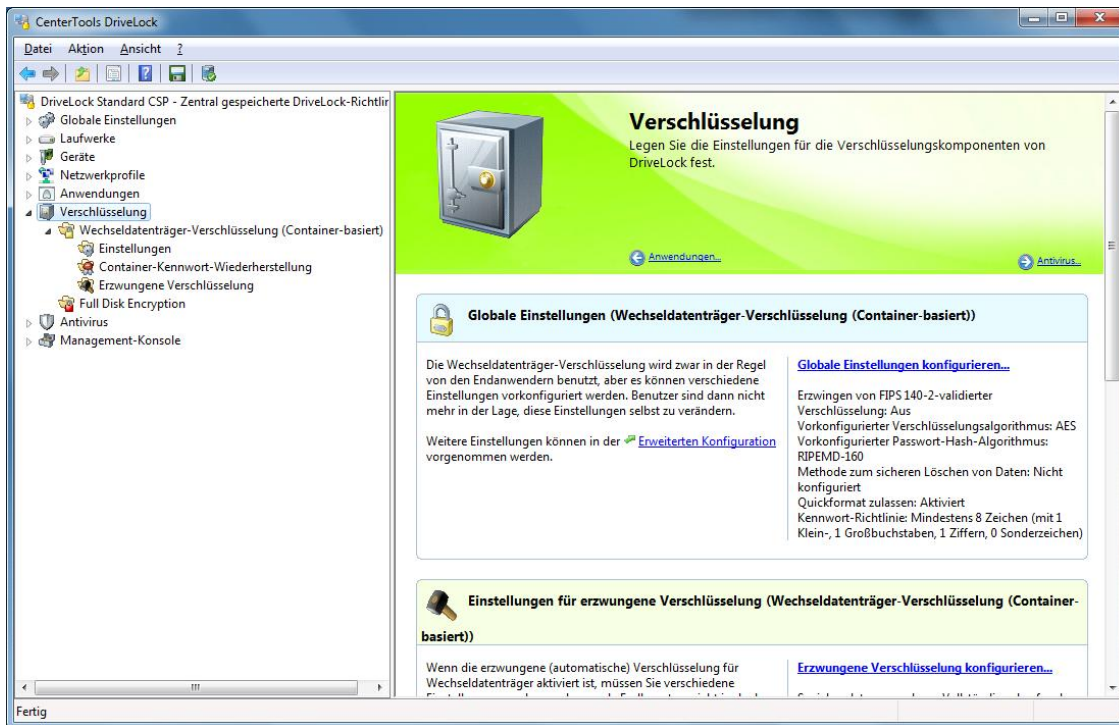 CenterTools DriveLock
Datei Aktion Ansicht ?
DriveLock Standard CSP - Zentral gespeicherte DriveLock-Richtlir
Globale Einstellungen
Laufwerke
Geräte
Netzwerkprofile
Anwendungen
Verschlüsselung
Wechseldatenträger-Verschlüsselung (Container-basiert)
Einstellungen
Container-Kennwort-Wiederherstellung
Erzwungene Verschlüsselung
Full Disk Encryption
Antivirus
Management-Konsole
Verschlüsselung
Legen Sie die Einstellungen für die Verschlüsselungskomponenten von
DriveLock fest.
Anwendungen...
Antivirus...
Globale Einstellungen (Wechseldatenträger-Verschlüsselung (Container-basiert))
Die Wechseldatenträger-Verschlüsselung wird zwar in der Regel
von den Endanwendern benutzt, aber es können verschiedene
Einstellungen vorkonfiguriert werden. Benutzer sind dann nicht
mehr in der Lage, diese Einstellungen selbst zu verändern.
Weitere Einstellungen können in der Erweiterten Konfiguration
vorgenommen werden.
Globale Einstellungen konfigurieren...
Erzwingen von FIPS 140-2-validierter
Verschlüsselung: Aus
Vorkonfigurierter Verschlüsselungsalgorithmus: AES
Vorkonfigurierter Passwort-Hash-Algorithmus:
RIPEMD-160
Methode zum sicheren Löschen von Daten: Nicht
konfiguriert
Quickformat zulassen: Aktiviert
Kennwort-Richtlinie: Mindestens 8 Zeichen (mit 1
Klein-, 1 Großbuchstaben, 1 Ziffern, 0 Sonderzeichen)
Einstellungen für erzwungene Verschlüsselung (Wechseldatenträger-Verschlüsselung (Container-
basiert))
Wenn die erzwungene (automatische) Verschlüsselung für
Wechseldatenträger aktiviert ist, müssen Sie verschiedene
Erzwungene Verschlüsselung konfigurieren...
Fertig